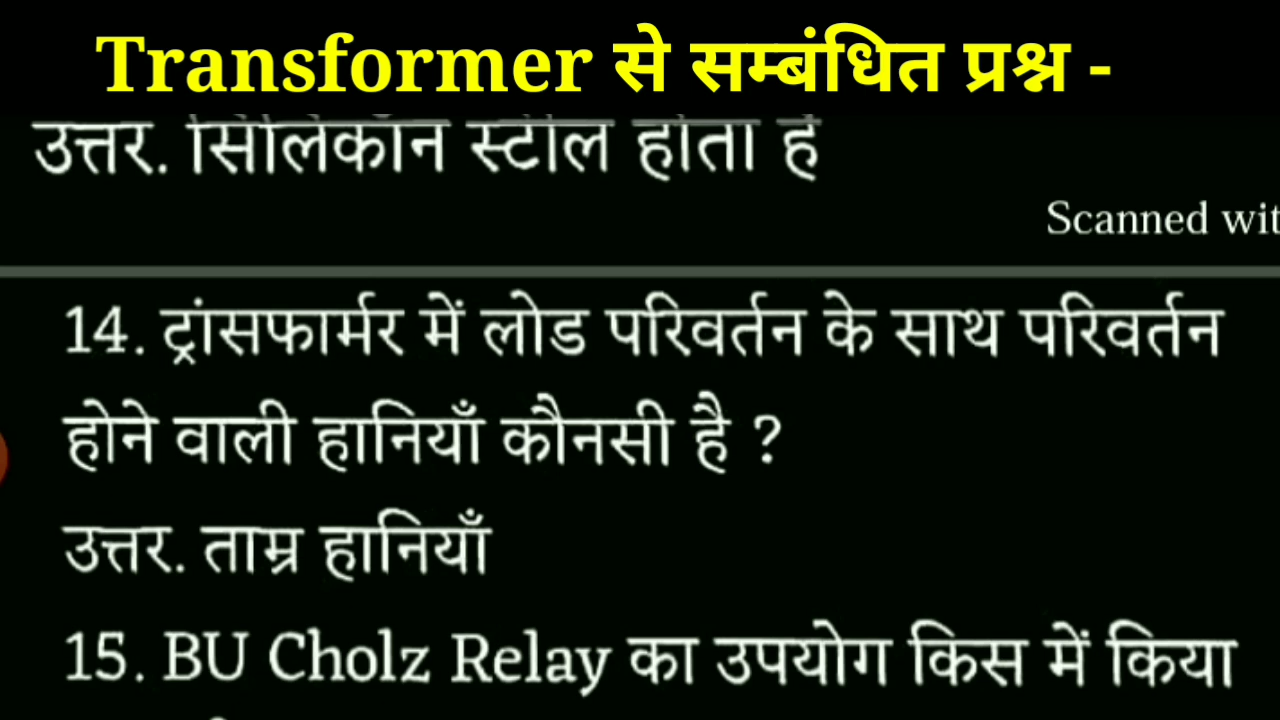 Transformer से सम्बंधित प्रश्न -
उत्तर. सिलिकॉन स्टील होता है
Scanned wit
14. ट्रांसफार्मर में लोड परिवर्तन के साथ परिवर्तन
होने वाली हानियाँ कौनसी है ?
उत्तर. ताम्र हानियाँ
15. BU Cholz Relay का उपयोग किस में किया